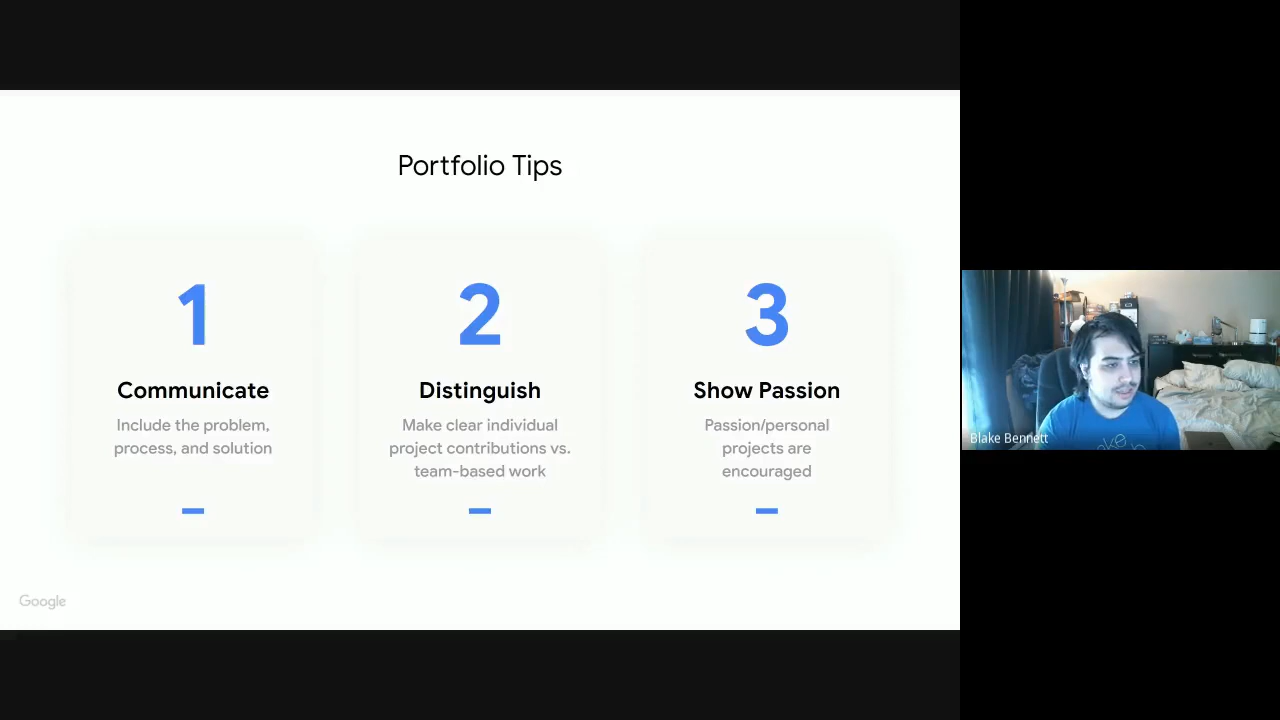 Portfolio Tips
1
Communicate
Include the problem,
process, and solution
2
Distinguish
Make clear individual
project contributions vs.
team-based work
3
Show Passion
Passion/personal
projects are
encouraged
Google
Blake Bennett